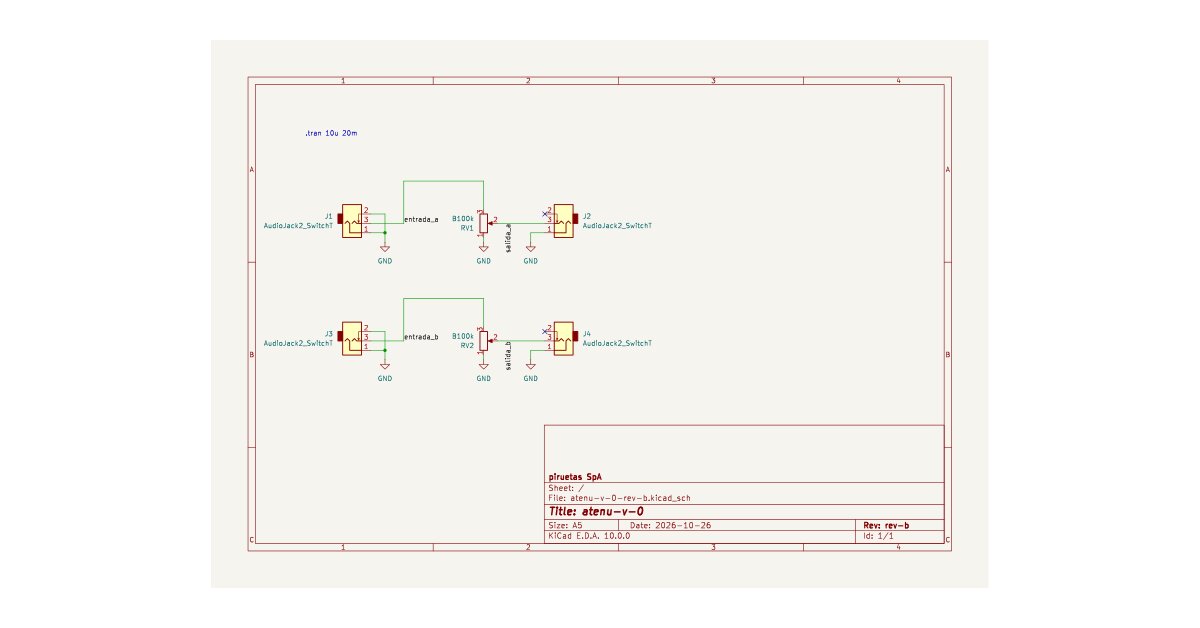 1 2 3 4
.tran 10u 20m
A A
J1
AudioJack2_SwitchT
2
3
1
entrada_a
GND
B100k
RV1
3
2
1
GND
salida_a
2
3
1
GND
J2
AudioJack2_SwitchT
B B
J3
AudioJack2_SwitchT
2
3
1
entrada_b
GND
B100k
RV2
3
2
1
GND
salida_b
2
3
1
GND
J4
AudioJack2_SwitchT
piruetas SpA
Sheet: /
File: atenu-v-0-rev-b.kicad_sch
Title: atenu-v-0
Size: A5 Date: 2026-10-26 Rev: rev-b
KiCad E.D.A. 10.0.0 Id: 1/1
C C
1 2 3 4